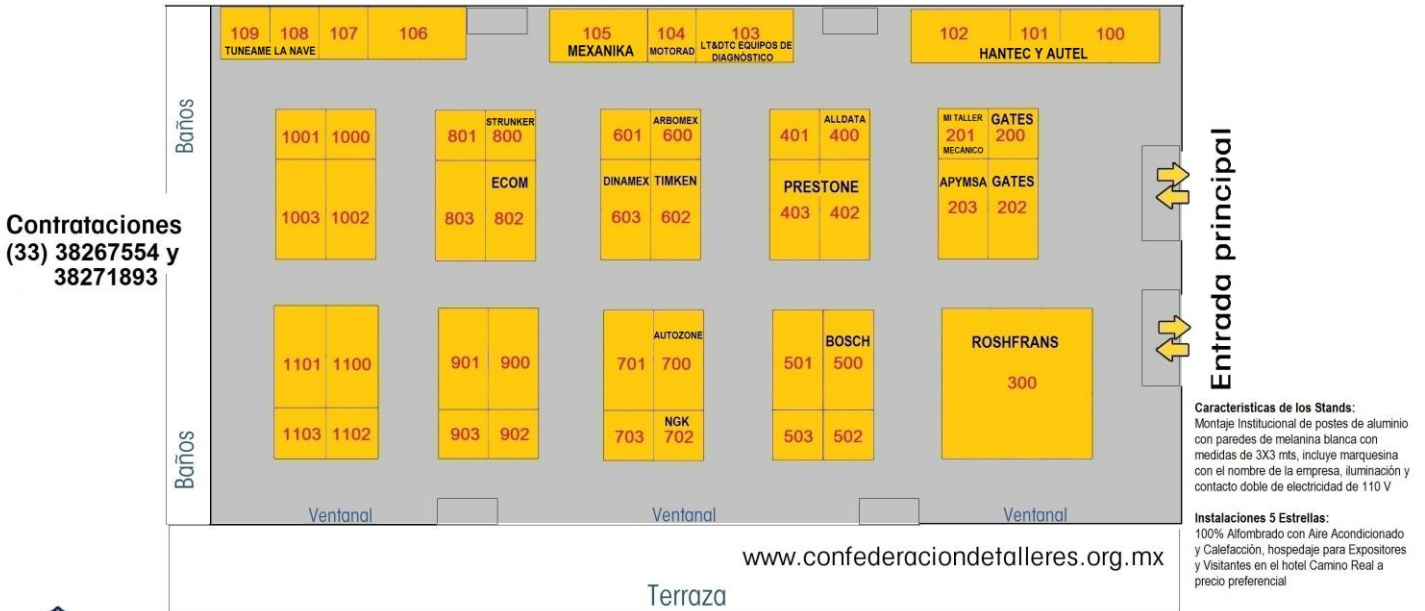 109 108 107 106 105 104 103 102 101 100
TUNEAME LA NAVE MEXANIKA MOTORAD LT&DTC EQUIPOS DE
DIAGNÓSTICO
HANTEC Y AUTEL
Baños
STRUNKER ARBOMEX ALLDATA MI TALLER GATES
1001 1000 801 800 601 600 401 400 201 200
MECÁNICO
ECOM DINAMEX TIMKEN PRESTONE APYMSA GATES
1003 1002 803 802 603 602 403 402 203 202
Contrataciones
(33) 38267554 y
38271893
Entrada principal
AUTOZONE BOSCH ROSHFRANS
1101 1100 901 900 701 700 501 500 300
NGK
1103 1102 903 902 703 702 503 502
Baños
Ventanal Ventanal Ventanal
Caracteristicas de los Stands:
Montaje Institucional de postes de aluminio
con paredes de melanina blanca con
medidas de 3X3 mts, incluye marquesina
con el nombre de la empresa, iluminación y
contacto doble de electricidad de 110 V
Instalaciones 5 Estrellas:
100% Alfombrado con Aire Acondicionado
y Calefacción, hospedaje para Expositores
y Visitantes en el hotel Camino Real a
precio preferencial
www.confederaciondetalleres.org.mx
Terraza